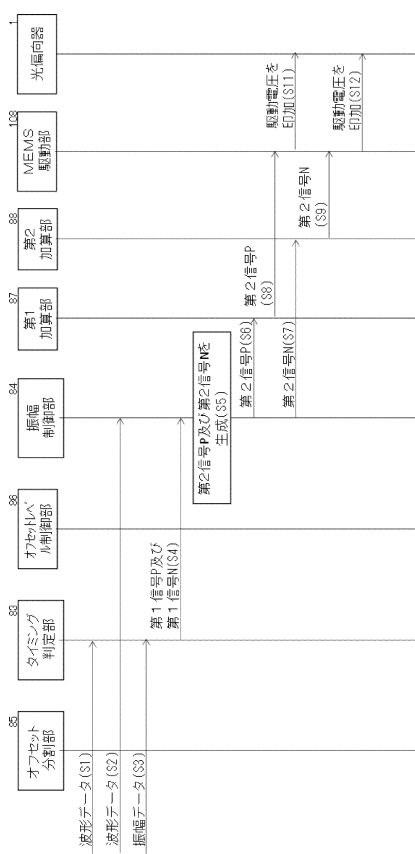 85
オフセット
分割部
83
タイミング
判定部
86
オフセットレベ
ル制御部
84
振幅
制御部
87
第1
加算部
88
第2
加算部
108
MEMS
駆動部
1
光偏向器
波形データ(S1)
波形データ(S2)
振幅データ(S3)
第1信号P及び
第1信号N(S4)
第2信号P及び第2信号Nを
生成(S5)
第2信号P(S6)
第2信号N(S7)
第2信号P
(S8)
第2信号N
(S9)
駆動電圧を
印加(S11)
駆動電圧を
印加(S12)